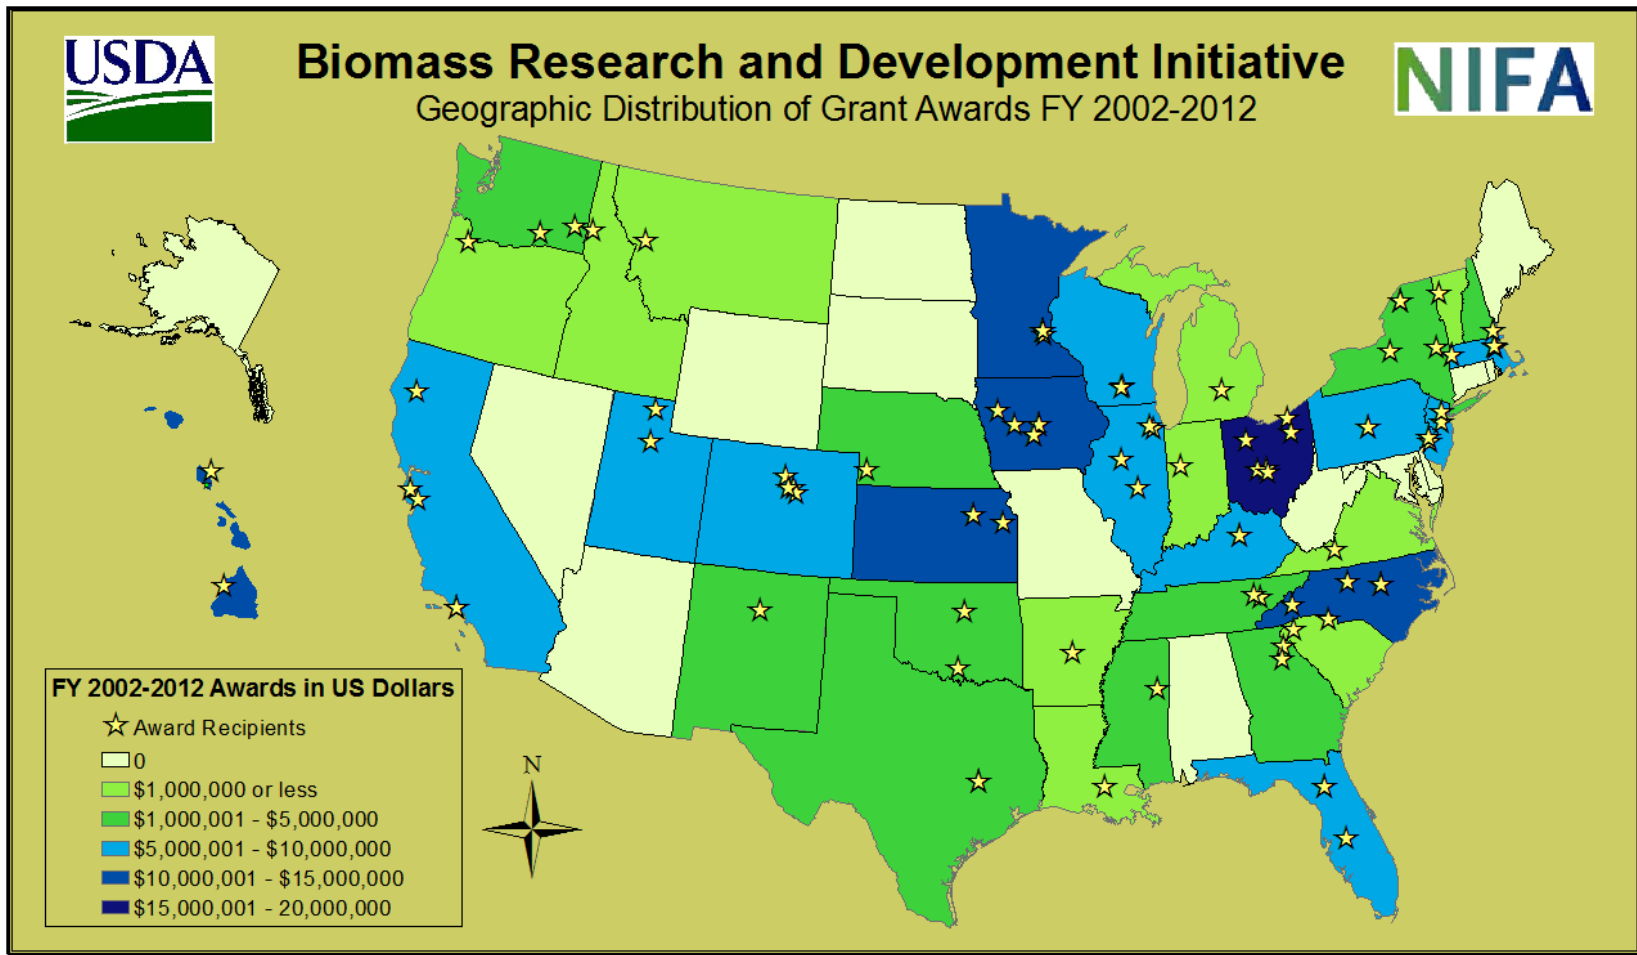 USDA
Biomass Research and Development Initiative
Geographic Distribution of Grant Awards FY 2002-2012
NIFA
FY 2002-2012 Awards in US Dollars
Award Recipients
0
$1,000,000 or less
$1,000,001 - $5,000,000
$5,000,001 - $10,000,000
$10,000,001 - $15,000,000
$15,000,001 - 20,000,000
N